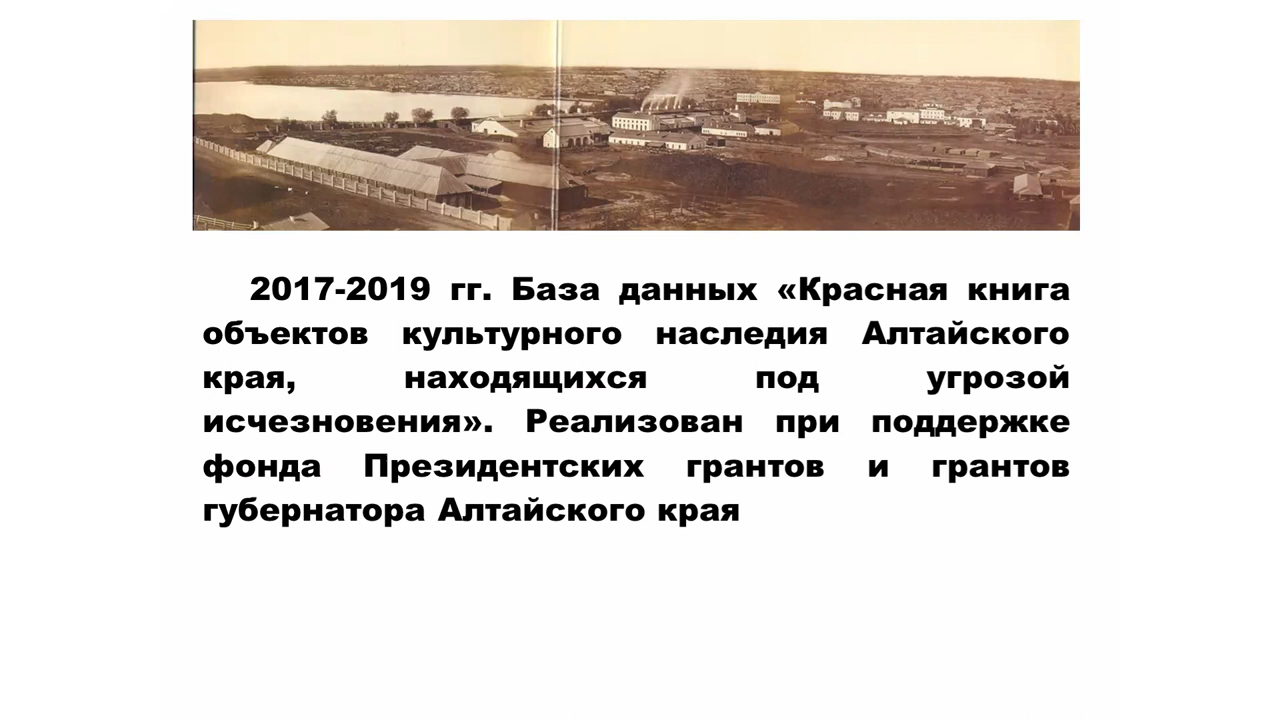 2017-2019 гг. База данных «Красная книга
объектов культурного наследия Алтайского
края, находящихся под угрозой
исчезновения». Реализован при поддержке
фонда Президентских грантов и грантов
губернатора Алтайского края